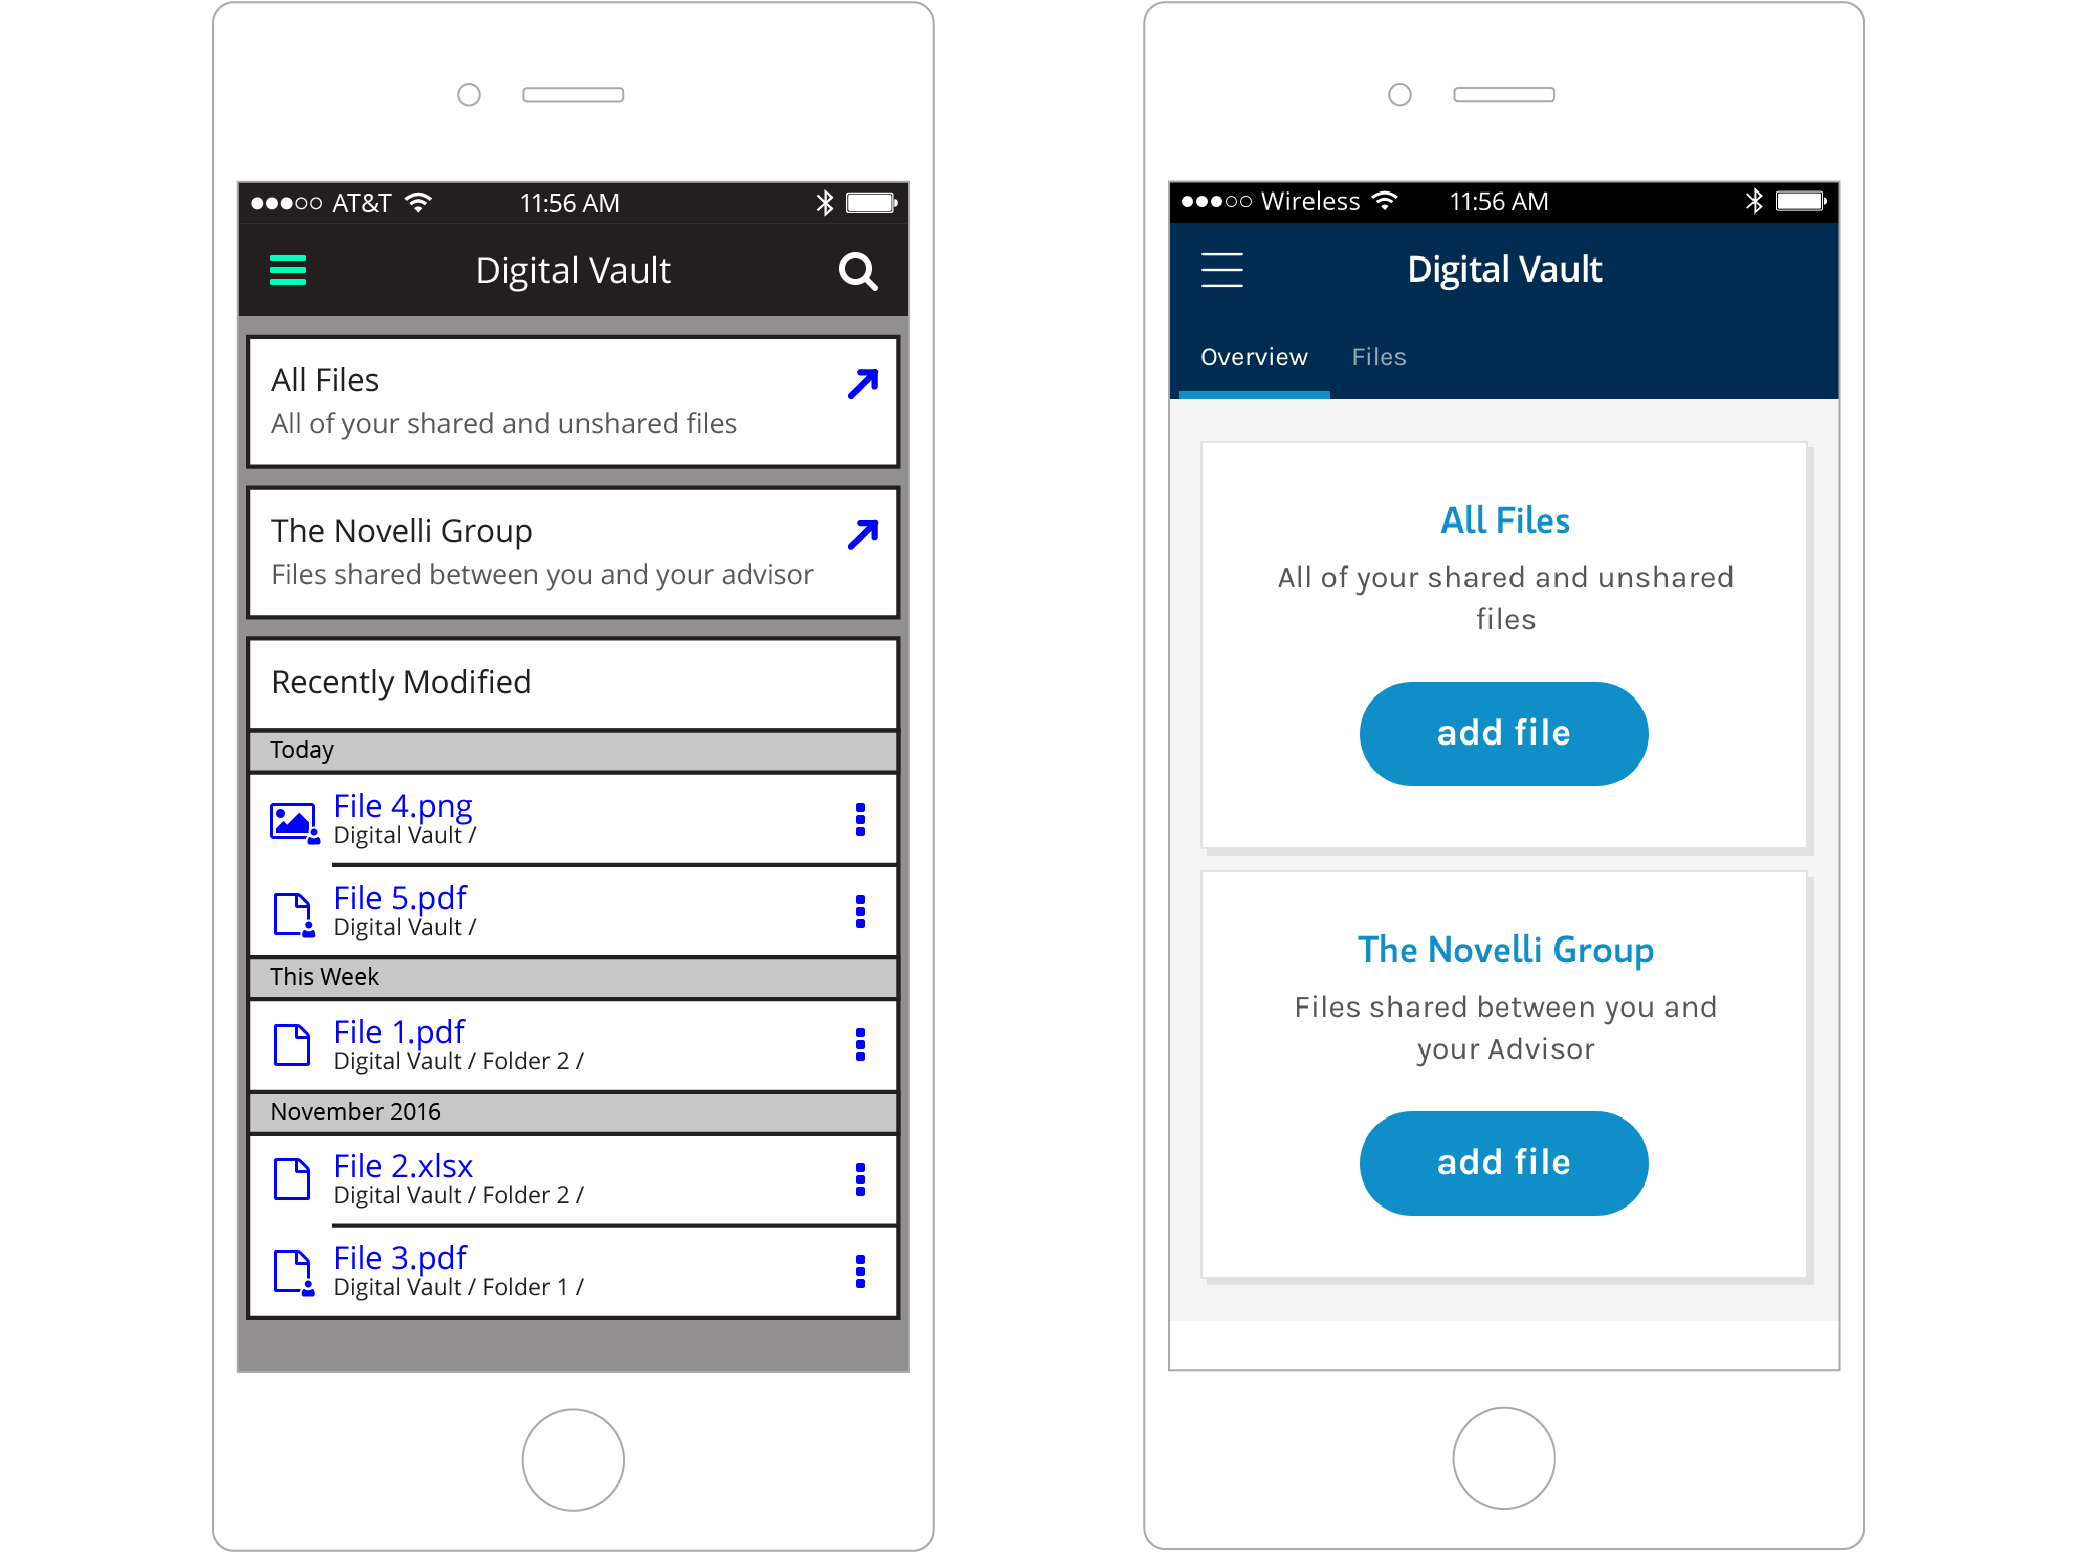 AT&T 11:56 AM
Digital Vault
All Files
All of your shared and unshared files
The Novelli Group
Files shared between you and your advisor
Recently Modified
Today
File 4.png
Digital Vault /
File 5.pdf
Digital Vault /
This Week
File 1.pdf
Digital Vault / Folder 2 /
November 2016
File 2.xlsx
Digital Vault / Folder 2 /
File 3.pdf
Digital Vault / Folder 1 /
Wireless 11:56 AM
Digital Vault
Overview Files
All Files
All of your shared and unshared
files
add file
The Novelli Group
Files shared between you and
your Advisor
add file